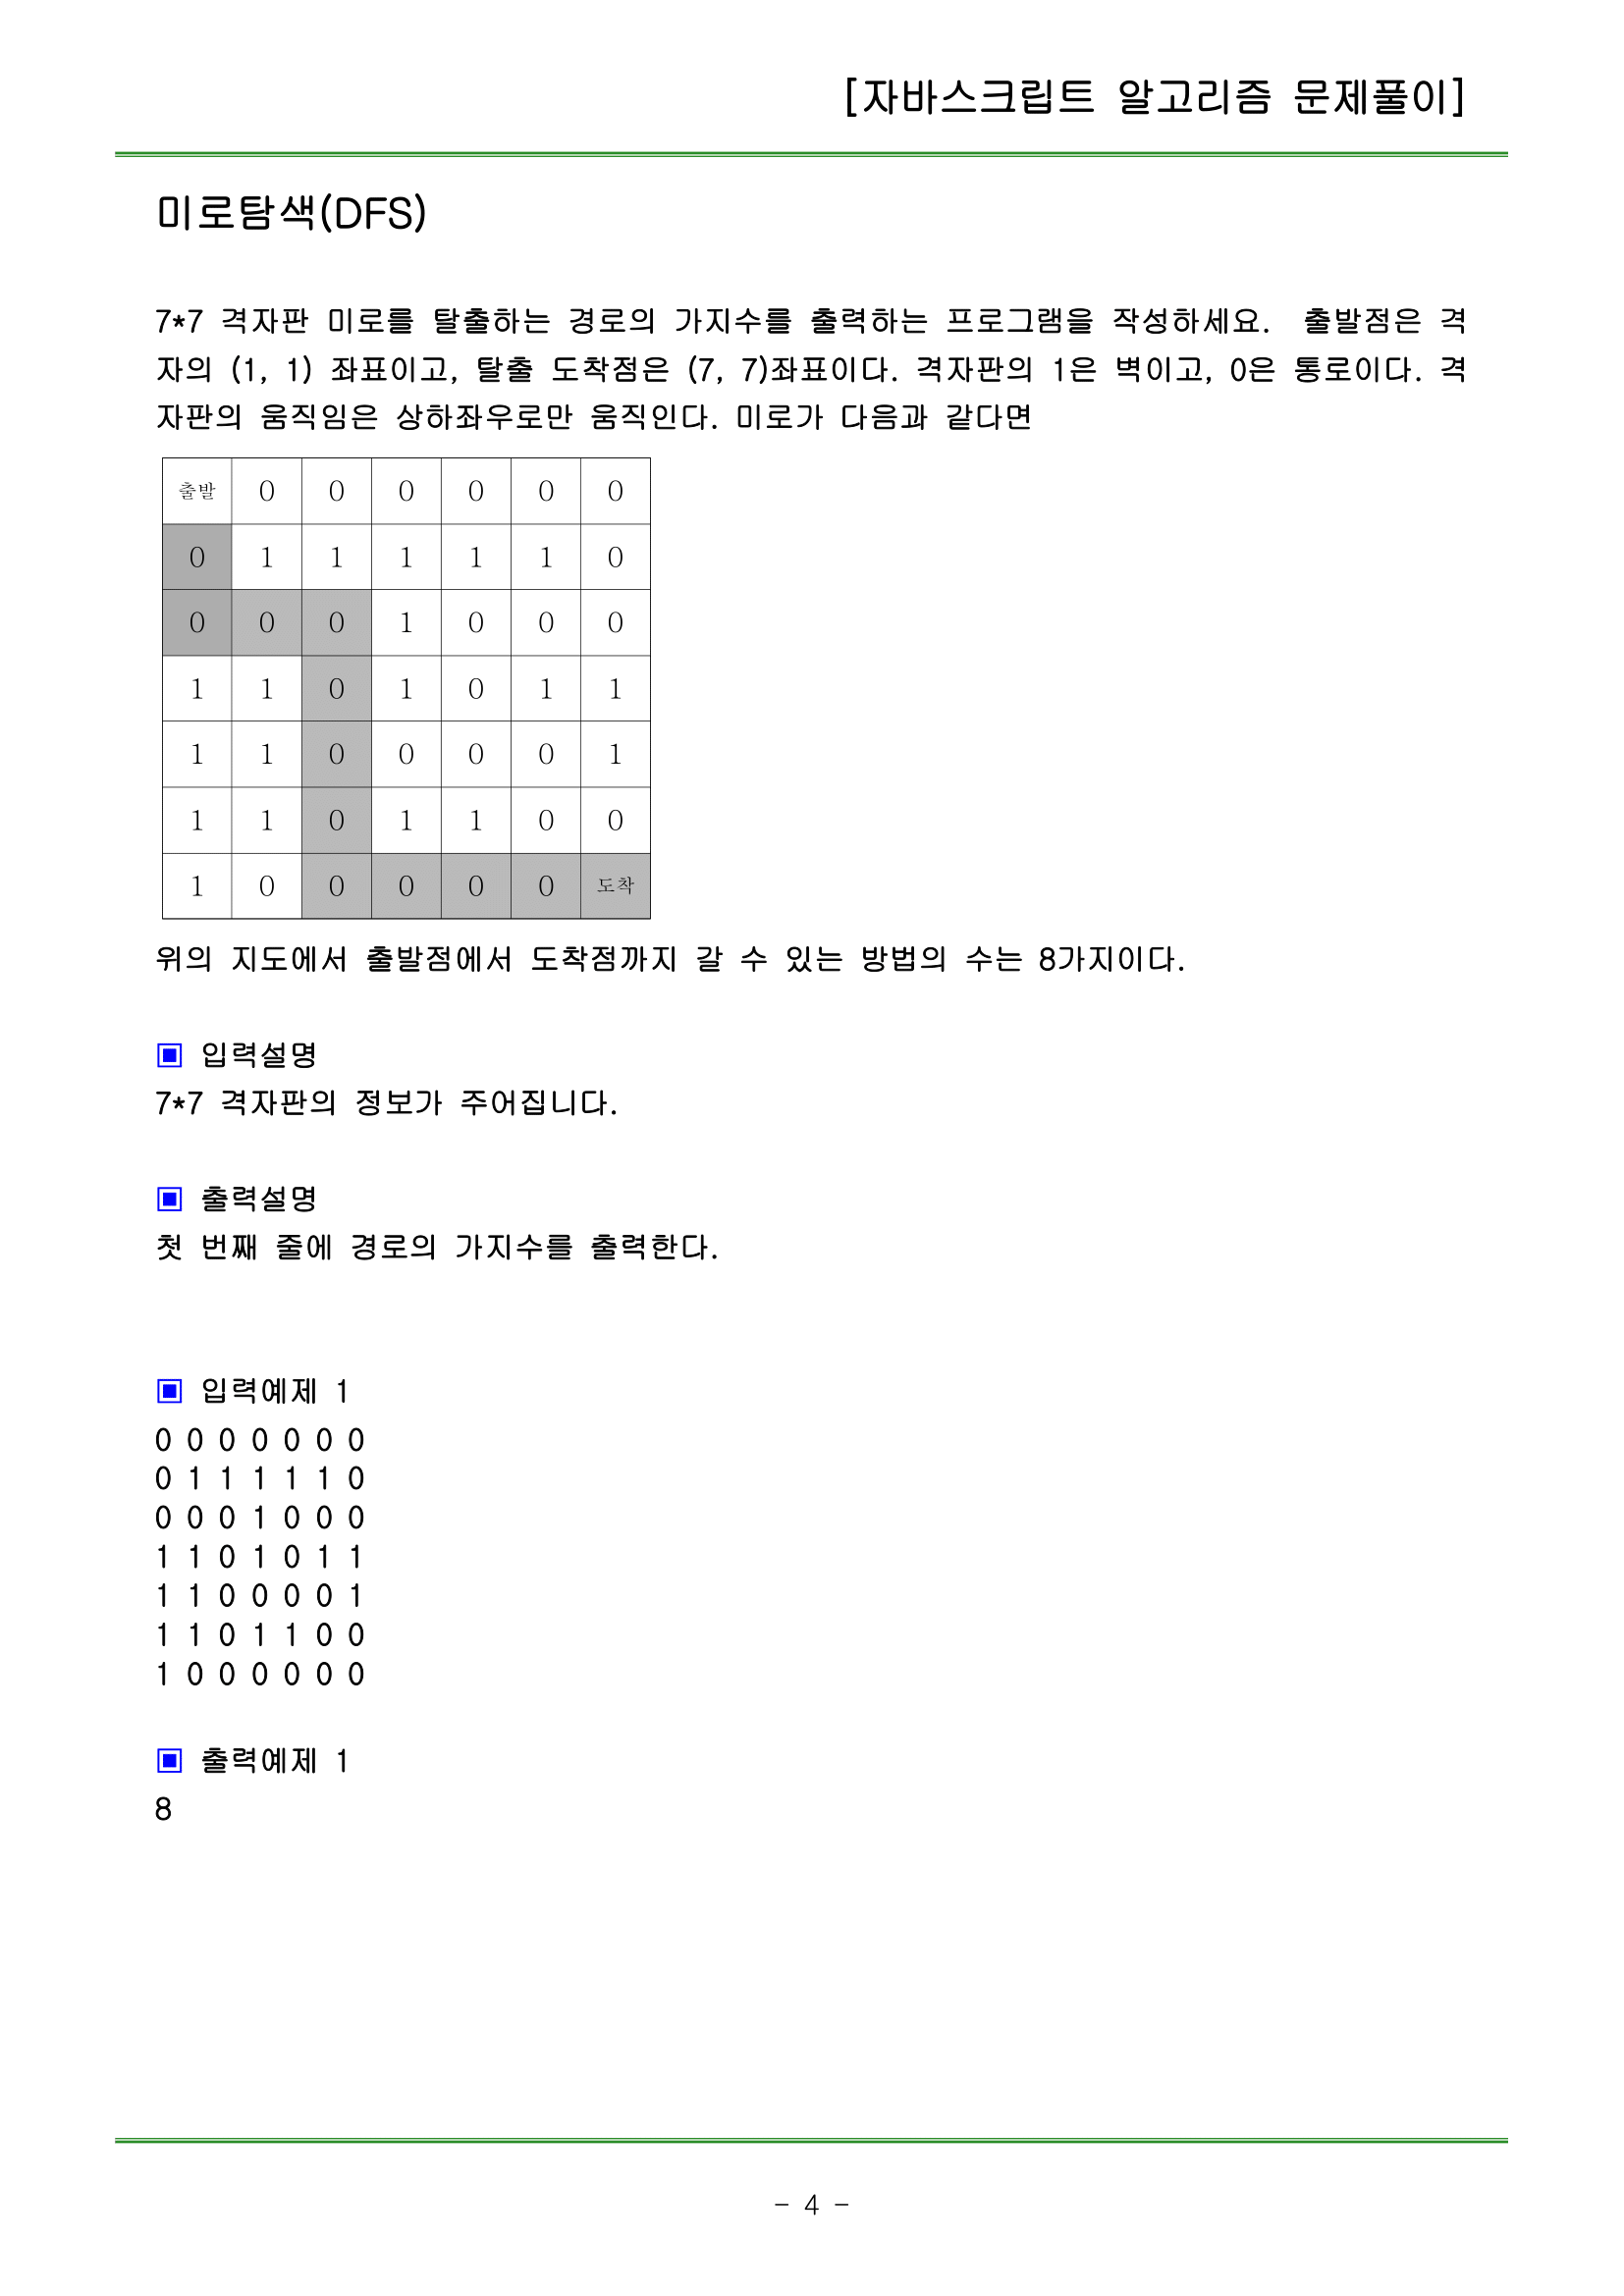 [자바스크립트 알고리즘 문제풀이]
미로탐색(DFS)
7*7 격자판 미로를 탈출하는 경로의 가지수를 출력하는 프로그램을 작성하세요. 출발점은 격
자의 (1, 1) 좌표이고, 탈출 도착점은 (7, 7)좌표이다. 격자판의 1은 벽이고, 0은 통로이다. 격
자판의 움직임은 상하좌우로만 움직인다. 미로가 다음과 같다면
출발 0 0 0 0 0 0
0 1 1 1 1 1 0
0 0 0 1 0 0 0
1 1 0 1 0 1 1
1 1 0 0 0 0 1
1 1 0 1 1 0 0
1 0 0 0 0 0 도착
위의 지도에서 출발점에서 도착점까지 갈 수 있는 방법의 수는 8가지이다.
▣ 입력설명
7*7 격자판의 정보가 주어집니다.
▣ 출력설명
첫 번째 줄에 경로의 가지수를 출력한다.
▣ 입력예제 1
0 0 0 0 0 0 0
0 1 1 1 1 1 0
0 0 0 1 0 0 0
1 1 0 1 0 1 1
1 1 0 0 0 0 1
1 1 0 1 1 0 0
1 0 0 0 0 0 0
▣ 출력예제 1
8
- 4 -